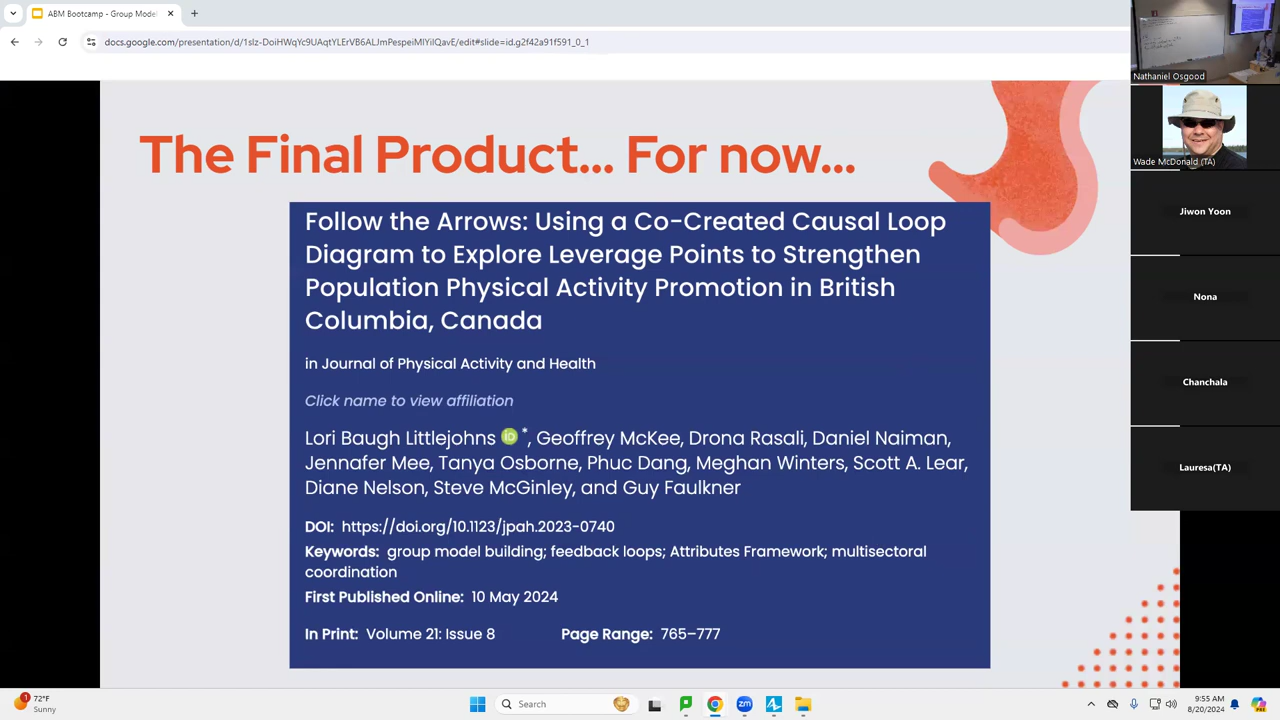 ABM Bootcamp - Group Model
docs.google.com/presentation/d/1slz-DoiHWqYc9UAqtYLErVB6ALJmPespeiMIYilQavE/edit#slide=id.g2f42a91f591_0_1
The Final Product... For now...
Follow the Arrows: Using a Co-Created Causal Loop
Diagram to Explore Leverage Points to Strengthen
Population Physical Activity Promotion in British
Columbia, Canada
in Journal of Physical Activity and Health
Click name to view affiliation
Lori Baugh Littlejohns iD *, Geoffrey McKee, Drona Rasali, Daniel Naiman,
Jennafer Mee, Tanya Osborne, Phuc Dang, Meghan Winters, Scott A. Lear,
Diane Nelson, Steve McGinley, and Guy Faulkner
DOI: https://doi.org/10.1123/jpah.2023-0740
Keywords: group model building; feedback loops; Attributes Framework; multisectoral
coordination
First Published Online: 10 May 2024
In Print: Volume 21: Issue 8 Page Range: 765–777
Nathaniel Osgood
Wade McDonald (TA)
Jiwon Yoon
Nona
Chanchala
Lauresa(TA)
1
72°F
Sunny
Search
zm
9:55 AM
8/20/2024